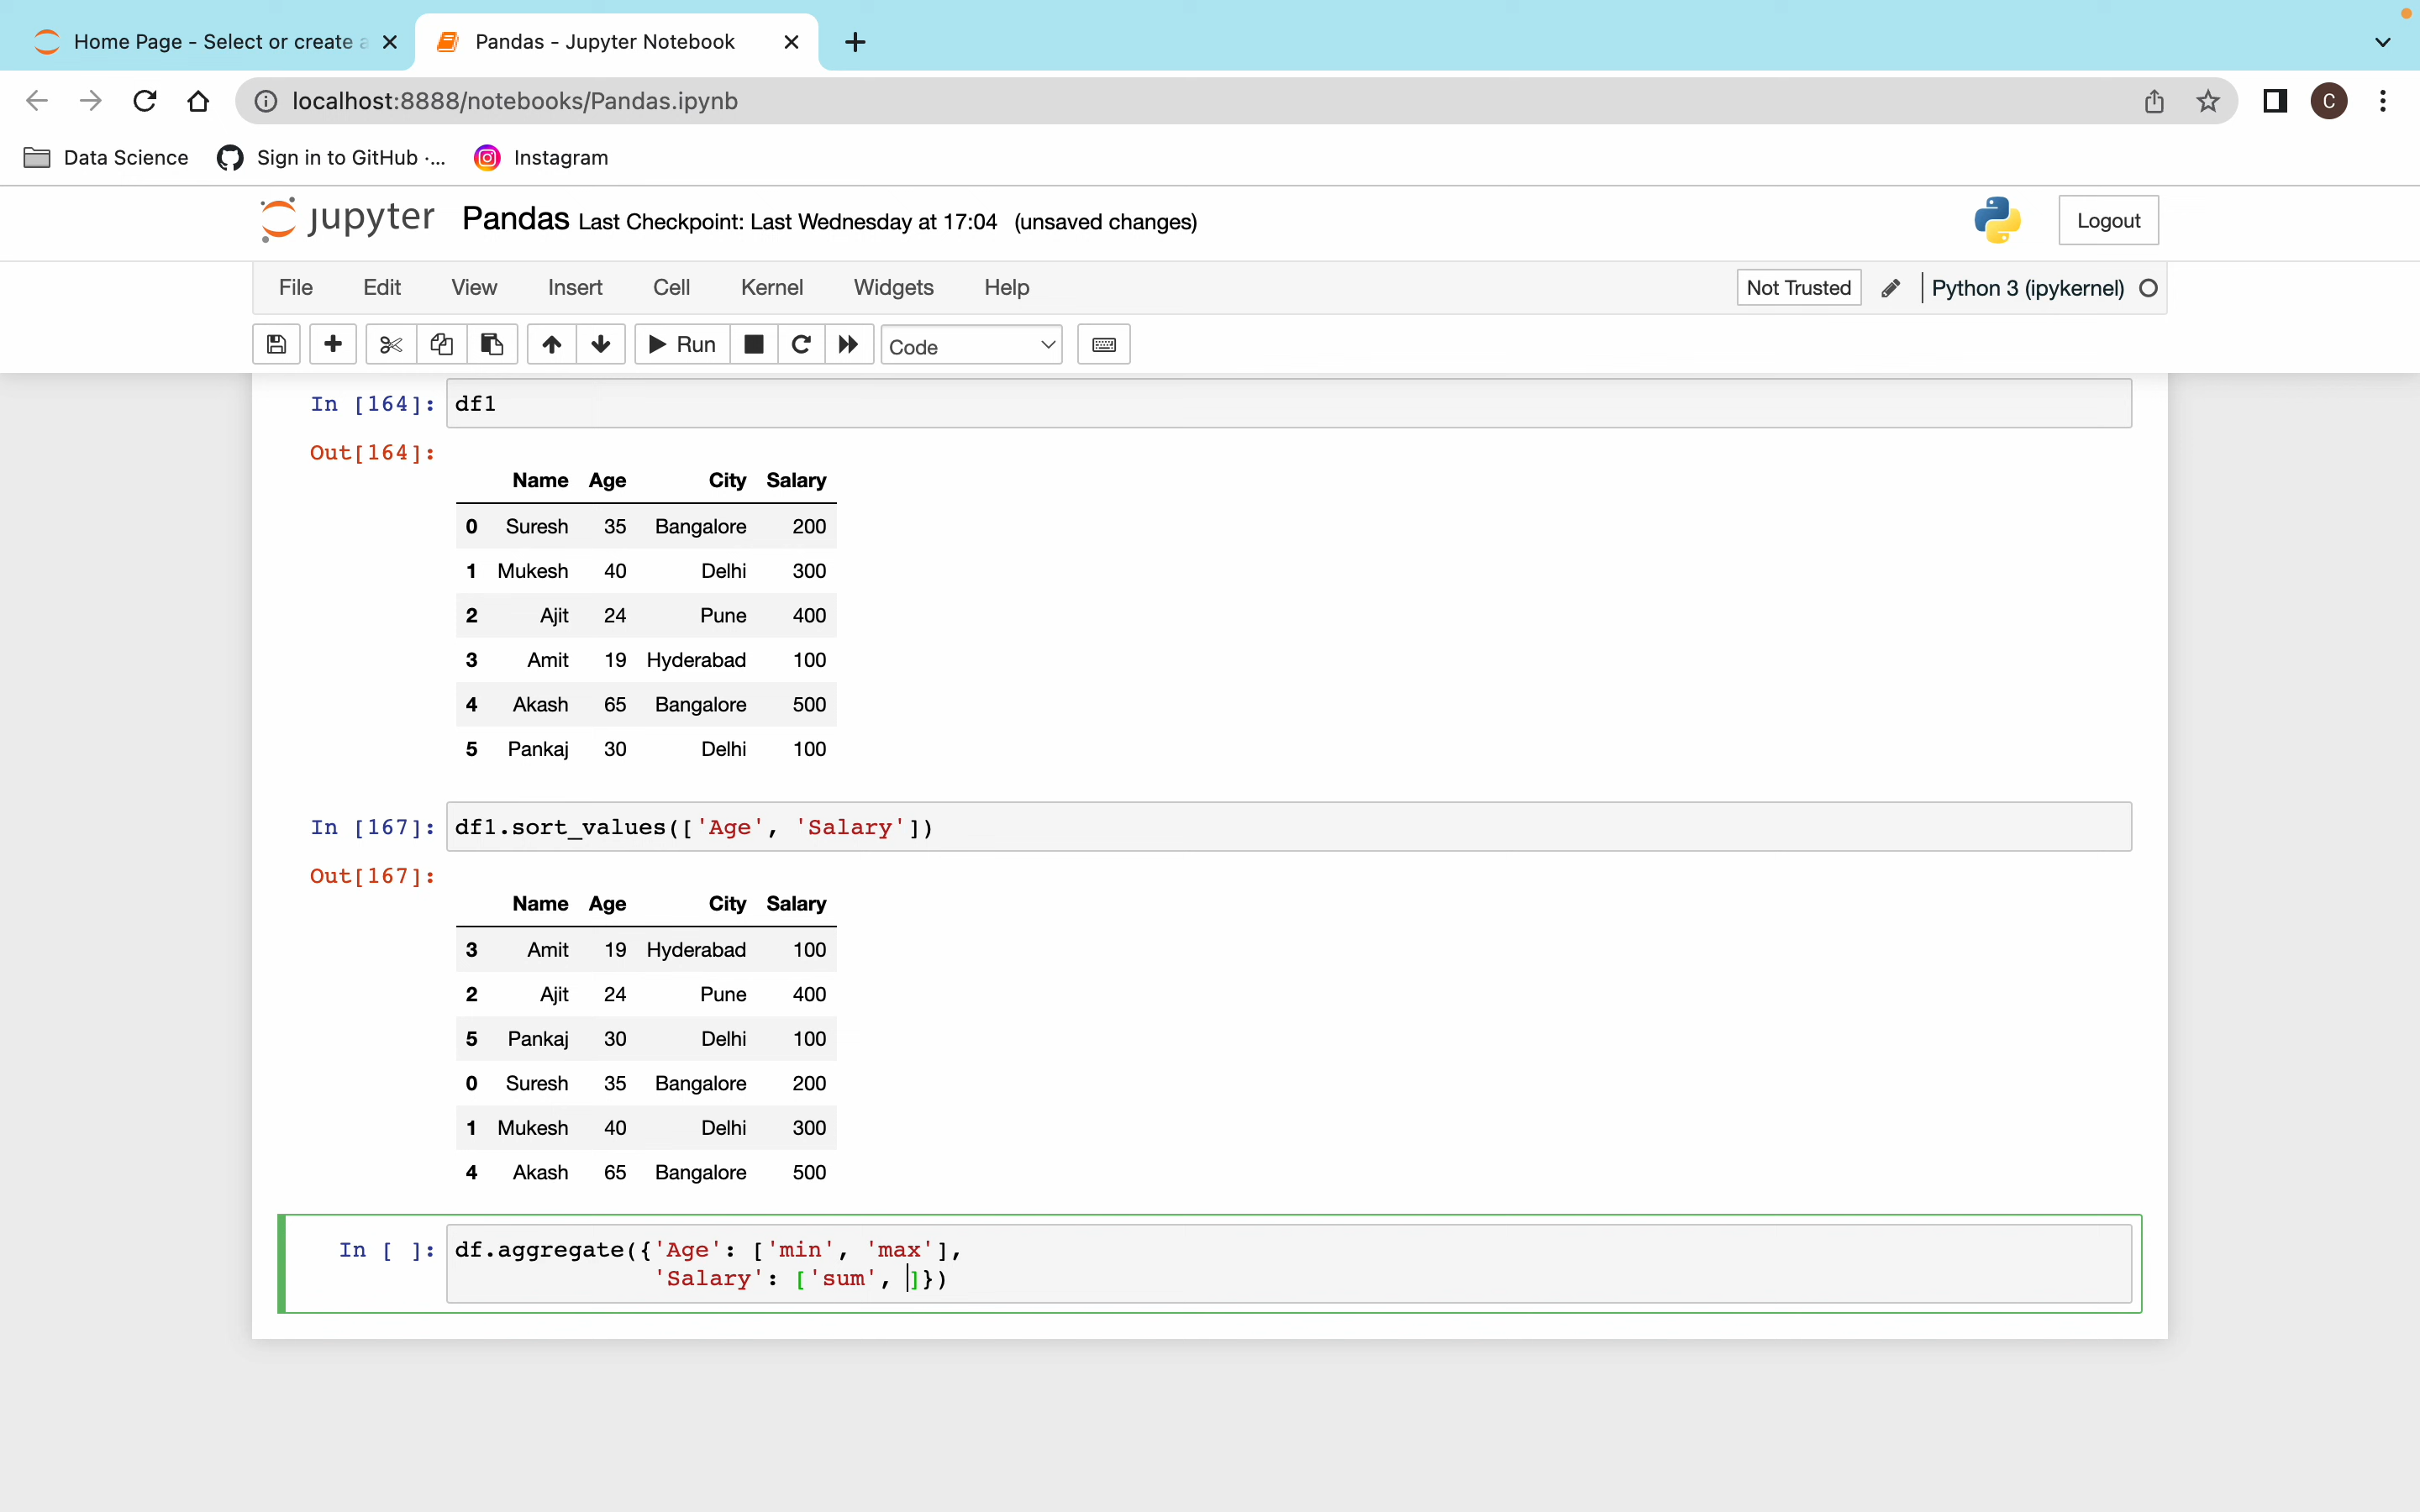 Home Page - Select or create a
Pandas - Jupyter Notebook
localhost:8888/notebooks/Pandas.ipynb
C
Data Science
Sign in to GitHub ·...
Instagram
jupyter Pandas Last Checkpoint: Last Wednesday at 17:04 (unsaved changes)
Logout
File Edit View Insert Cell Kernel Widgets Help
Not Trusted
Python 3 (ipykernel)
Run
Code
In [164]: df1
Out[164]:
Name Age City Salary
0 Suresh 35 Bangalore 200
1 Mukesh 40 Delhi 300
2 Ajit 24 Pune 400
3 Amit 19 Hyderabad 100
4 Akash 65 Bangalore 500
5 Pankaj 30 Delhi 100
In [167]: df1.sort_values(['Age', 'Salary'])
Out[167]:
Name Age City Salary
3 Amit 19 Hyderabad 100
2 Ajit 24 Pune 400
5 Pankaj 30 Delhi 100
0 Suresh 35 Bangalore 200
1 Mukesh 40 Delhi 300
4 Akash 65 Bangalore 500
In [ ]: df.aggregate({'Age': ['min', 'max'],
'Salary': ['sum', ]})